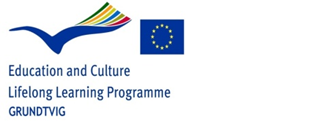 Education and Culture
Lifelong Learning Programme
GRUNDTVIG